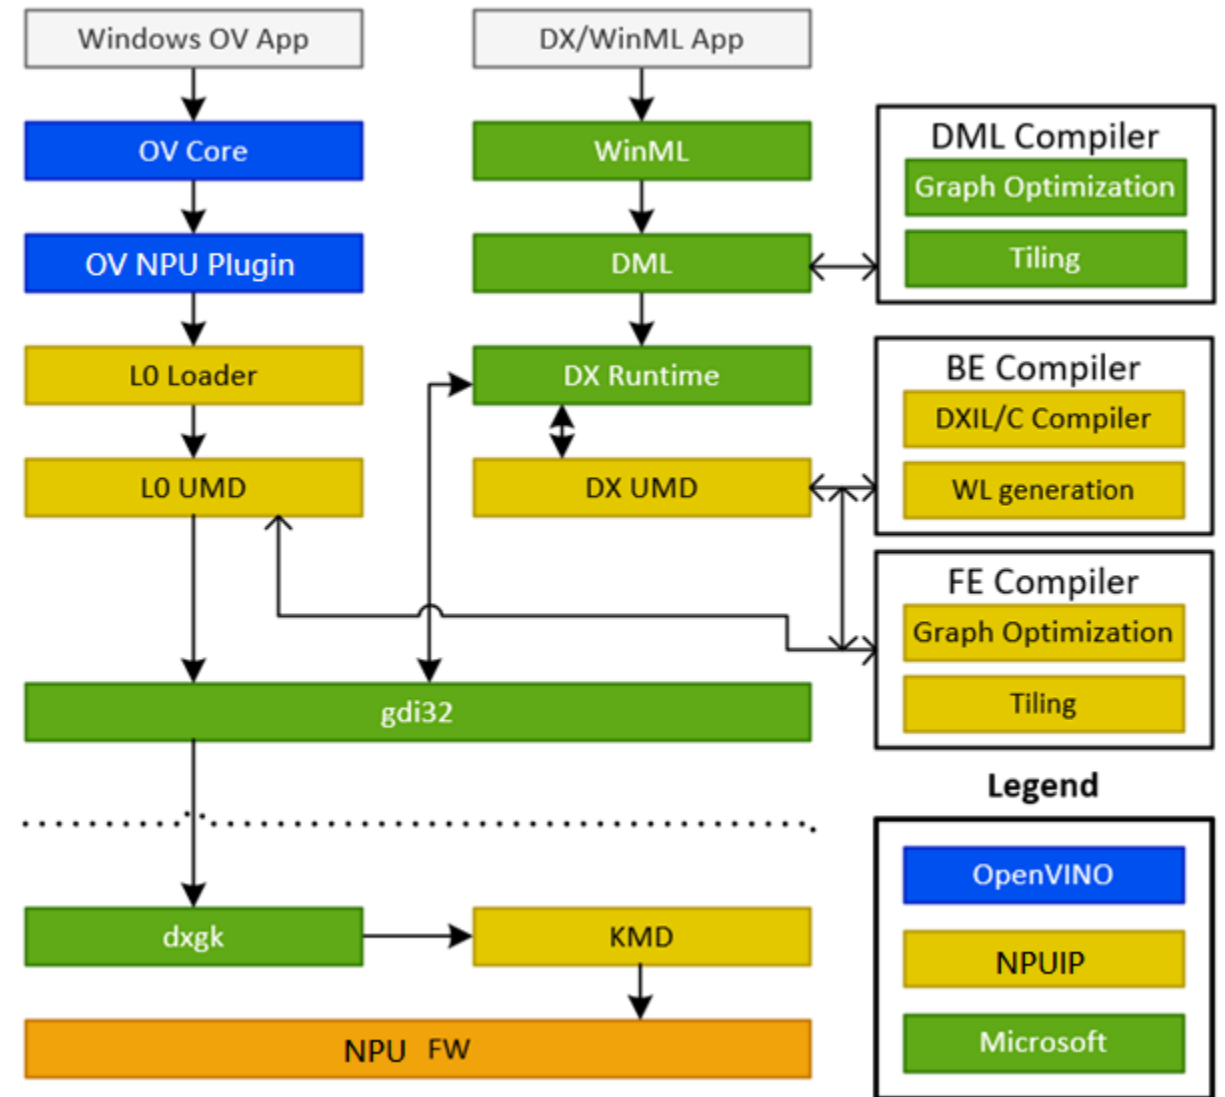 Windows OV App
DX/WinML App
OV Core
WinML
DML Compiler
Graph Optimization
Tiling
OV NPU Plugin
DML
L0 Loader
DX Runtime
BE Compiler
DXIL/C Compiler
WL generation
L0 UMD
DX UMD
FE Compiler
Graph Optimization
Tiling
gdi32
Legend
OpenVINO
NPUIP
Microsoft
dxgk
KMD
NPU FW